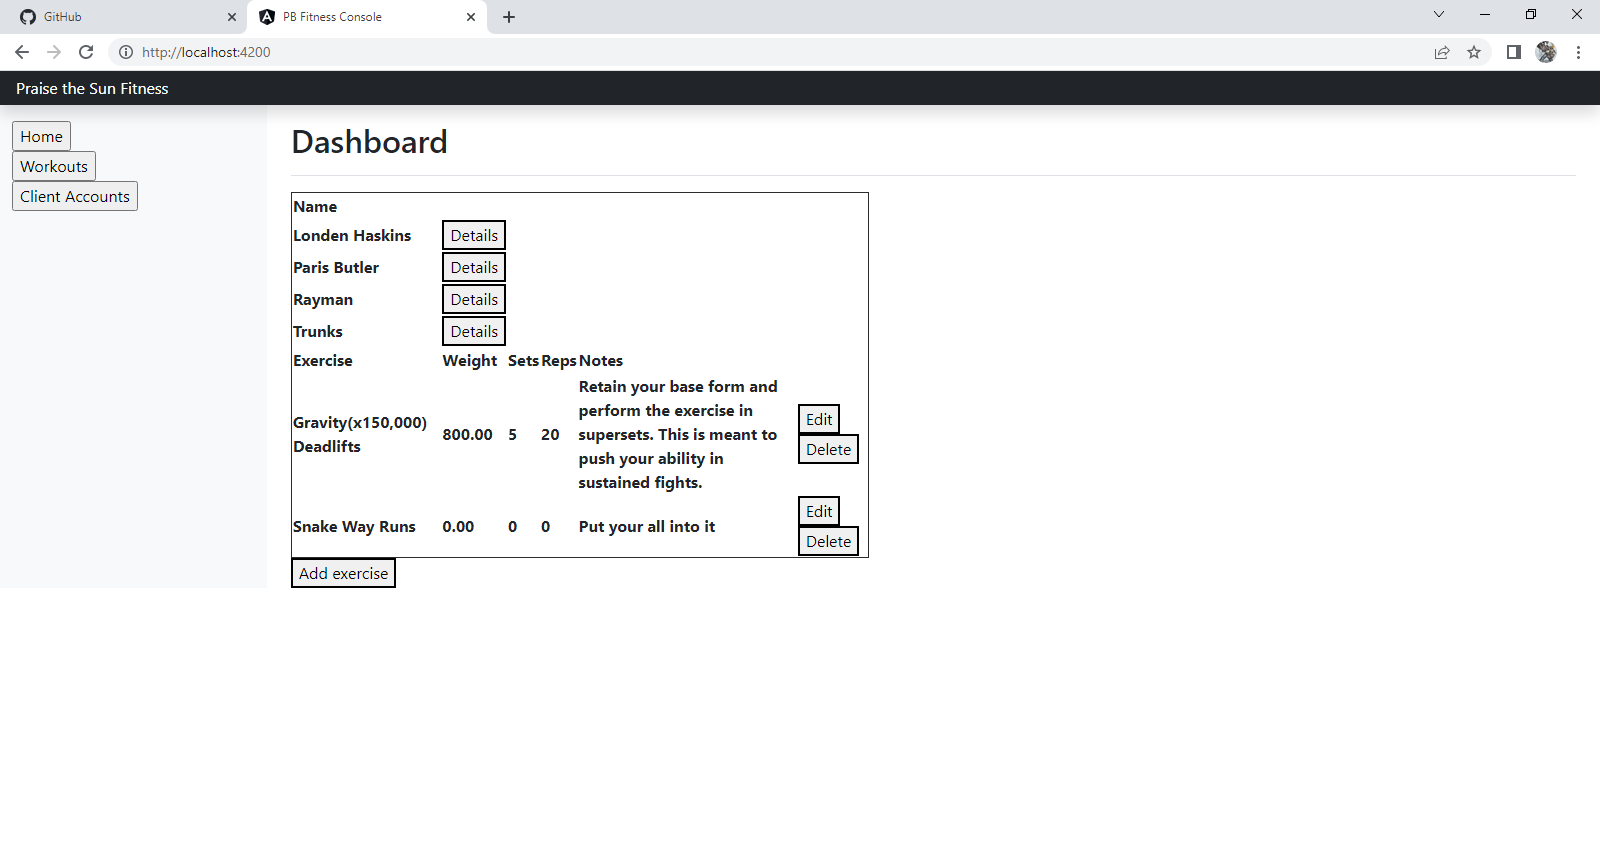 GitHub
PB Fitness Console
http://localhost:4200
Praise the Sun Fitness
Home
Workouts
Client Accounts
Dashboard
Name
Londen Haskins Details
Paris Butler Details
Rayman Details
Trunks Details
Exercise Weight Sets Reps Notes
Gravity(x150,000) Deadlifts 800.00 5 20
Retain your base form and
perform the exercise in
supersets. This is meant to
push your ability in
sustained fights.
Edit
Delete
Snake Way Runs 0.00 0 0 Put your all into it
Edit
Delete
Add exercise